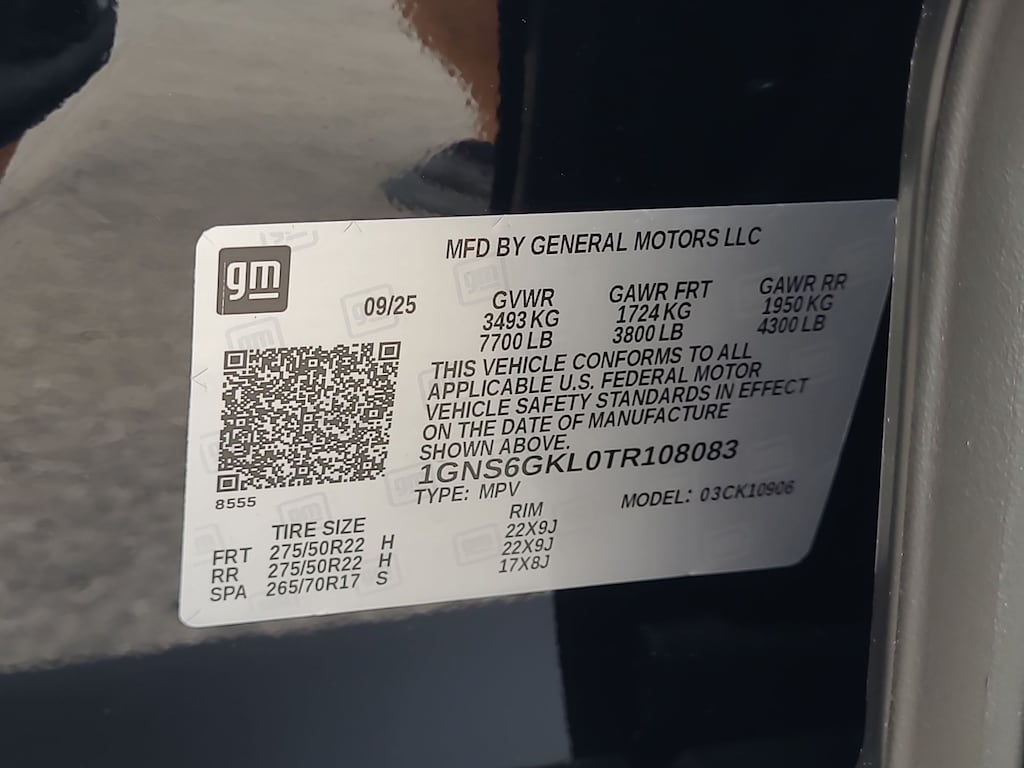 gm
MFD BY GENERAL MOTORS LLC
09/25
GVWR
3493 KG
7700 LB
GAWR FRT
1724 KG
3800 LB
GAWR RR
1950 KG
4300 LB
THIS VEHICLE CONFORMS TO ALL
APPLICABLE U.S. FEDERAL MOTOR
VEHICLE SAFETY STANDARDS IN EFFECT
ON THE DATE OF MANUFACTURE
SHOWN ABOVE.
1GNS6GKL0TR108083
TYPE: MPV MODEL: 03CK10906
8555
TIRE SIZE RIM
FRT 275/50R22 H 22X9J
RR 275/50R22 H 22X9J
SPA 265/70R17 S 17X8J